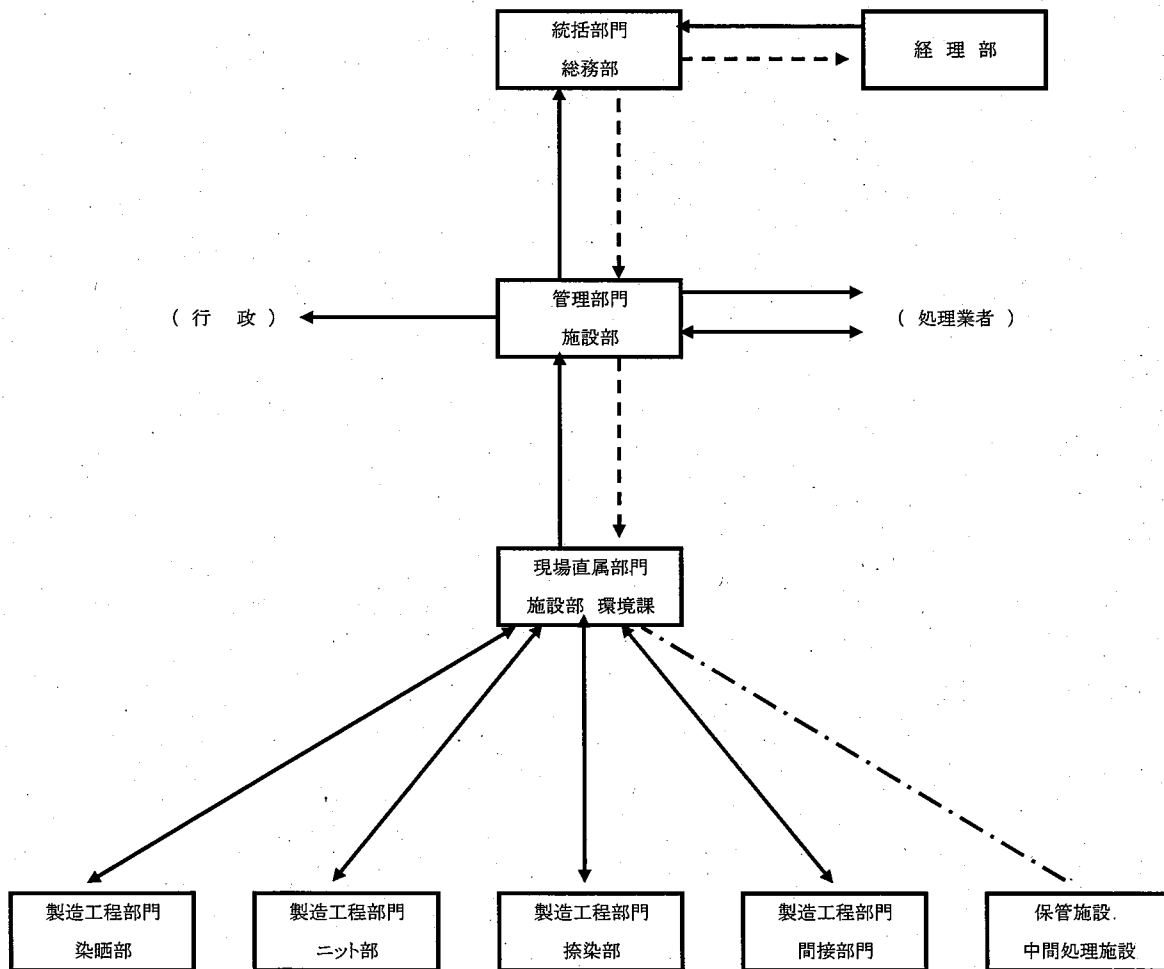 統括部門
総務部
経 理 部
管理部門
施設部
( 行 政 )
( 処理業者 )
現場直属部門
施設部 環境課
製造工程部門
染晒部
製造工程部門
ニット部
製造工程部門
捺染部
製造工程部門
間接部門
保管施設.
中間処理施設